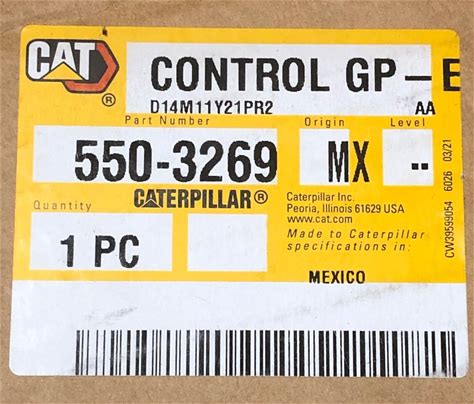 CAT®
CONTROL GP-E
D14M11Y21PR2 AA
Part Number Origin Level
550-3269 MX --
CATERPILLAR®
Caterpillar Inc.
Peoria, Illinois 61629 USA
www.cat.com
Quantity
1 PC
Made to Caterpillar
specifications in:
MEXICO
CW39599054 6026 03/21